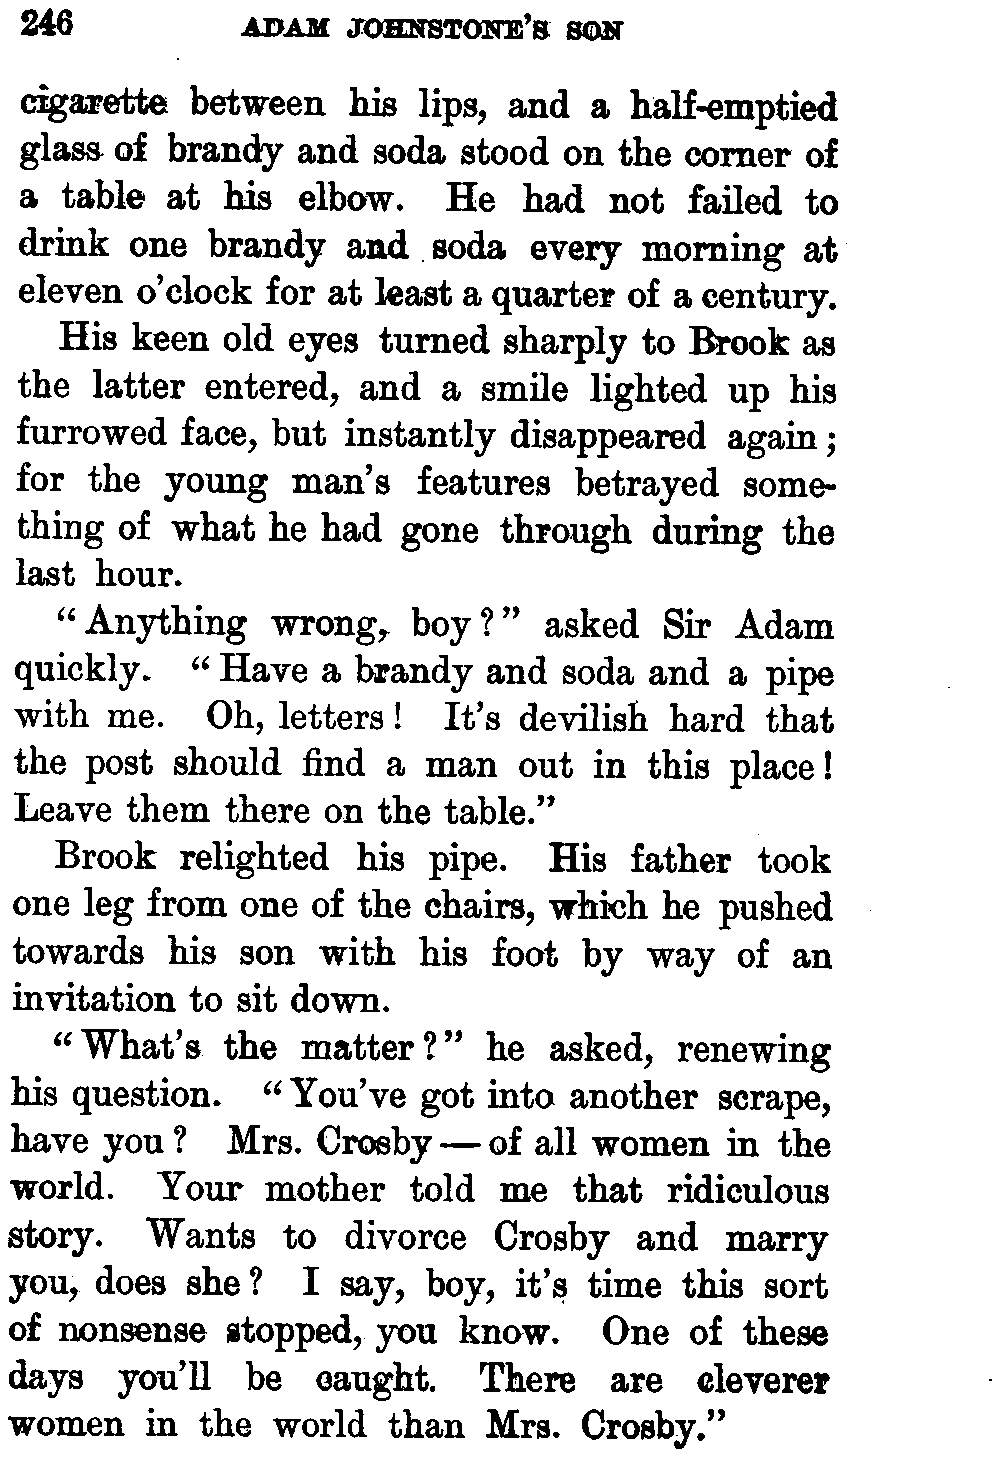 246 ADAM JOHNSTONE'S SON
cigarette between his lips, and a half-emptied
glass of brandy and soda stood on the corner of
a table at his elbow. He had not failed to
drink one brandy and soda every morning at
eleven o'clock for at least a quarter of a century.
His keen old eyes turned sharply to Brook as
the latter entered, and a smile lighted up his
furrowed face, but instantly disappeared again;
for the young man's features betrayed some-
thing of what he had gone through during the
last hour.
"Anything wrong, boy?" asked Sir Adam
quickly. "Have a brandy and soda and a pipe
with me. Oh, letters! It's devilish hard that
the post should find a man out in this place!
Leave them there on the table."
Brook relighted his pipe. His father took
one leg from one of the chairs, which he pushed
towards his son with his foot by way of an
invitation to sit down.
"What's the matter?" he asked, renewing
his question. "You've got into another scrape,
have you? Mrs. Crosby — of all women in the
world. Your mother told me that ridiculous
story. Wants to divorce Crosby and marry
you, does she? I say, boy, it's time this sort
of nonsense stopped, you know. One of these
days you'll be caught. There are cleverer
women in the world than Mrs. Crosby."